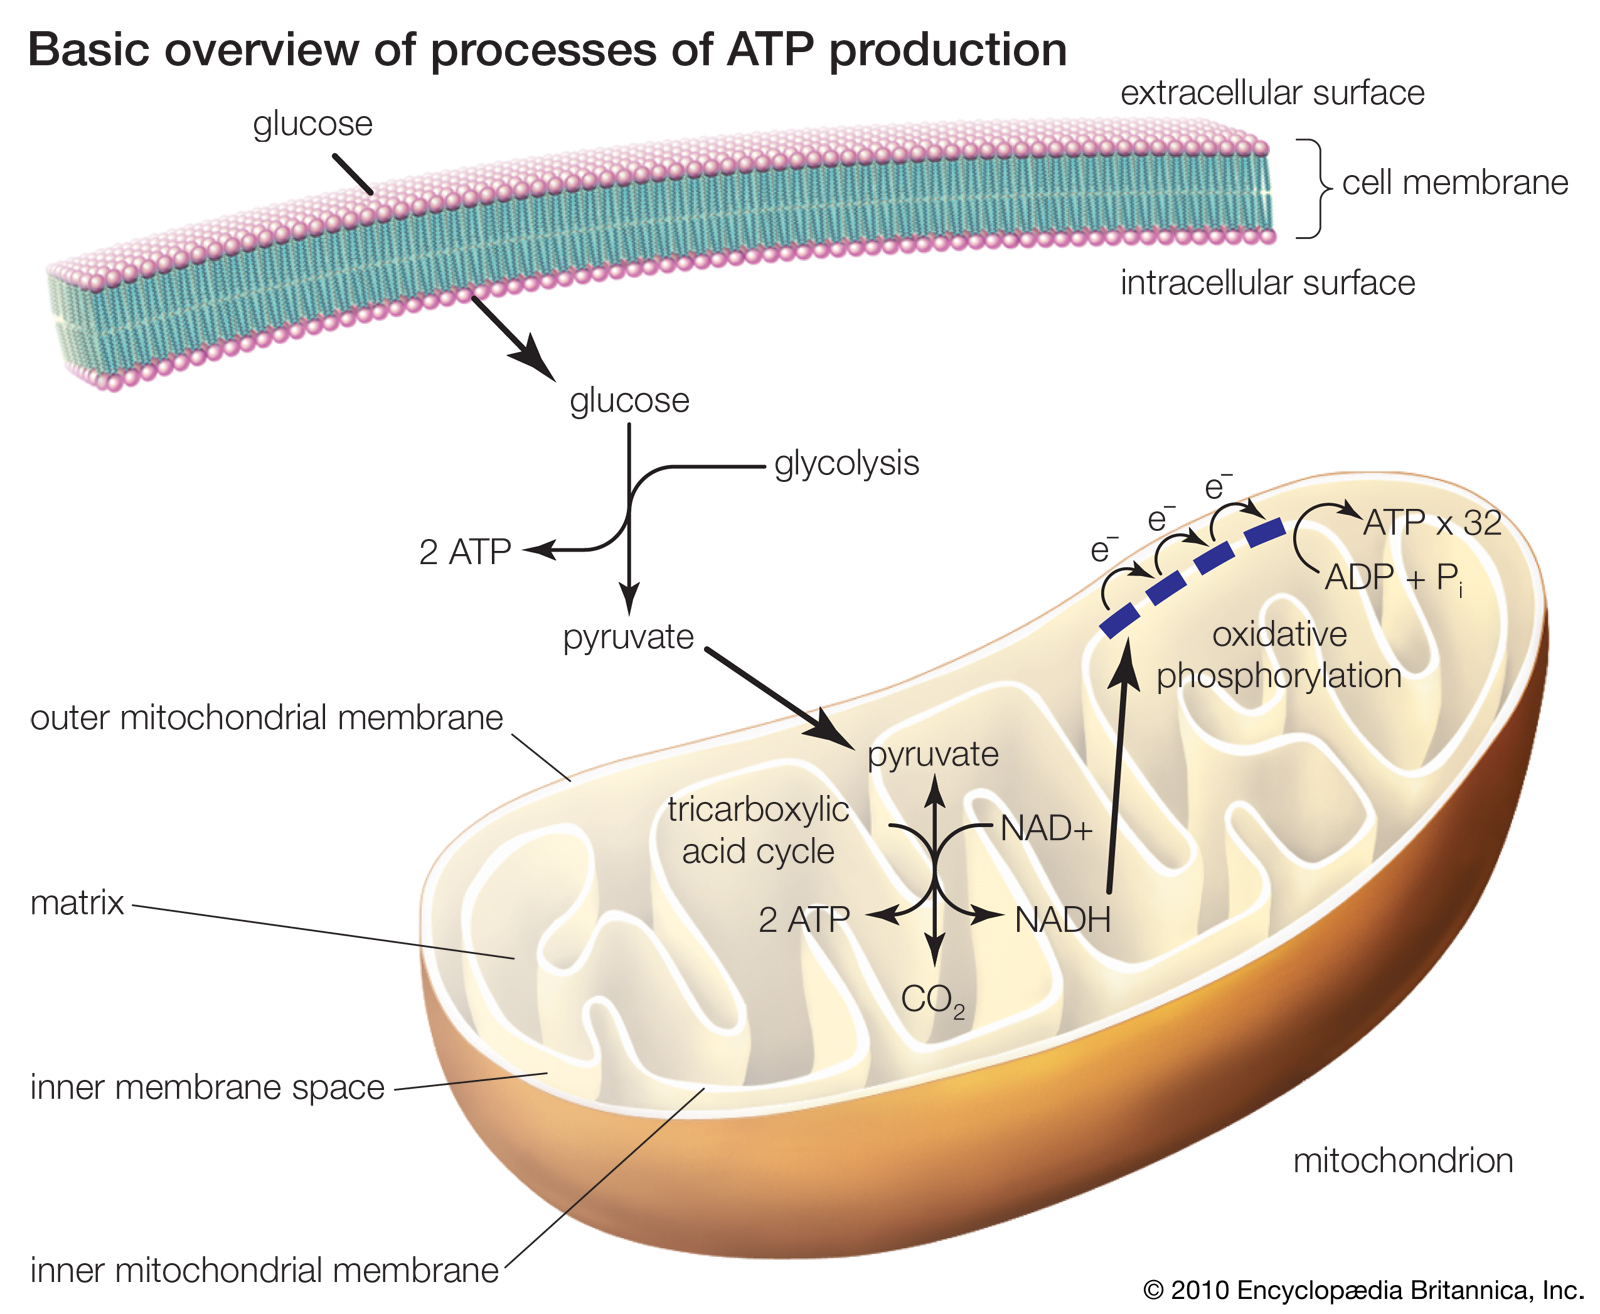 Basic overview of processes of ATP production
extracellular surface
glucose
cell membrane
intracellular surface
glucose
glycolysis
2 ATP
pyruvate
e⁻
e⁻
e⁻
ATP x 32
ADP + Pᵢ
oxidative
phosphorylation
outer mitochondrial membrane
pyruvate
tricarboxylic
acid cycle
NAD+
matrix
2 ATP
NADH
CO₂
inner membrane space
mitochondrion
inner mitochondrial membrane
© 2010 Encyclopædia Britannica, Inc.